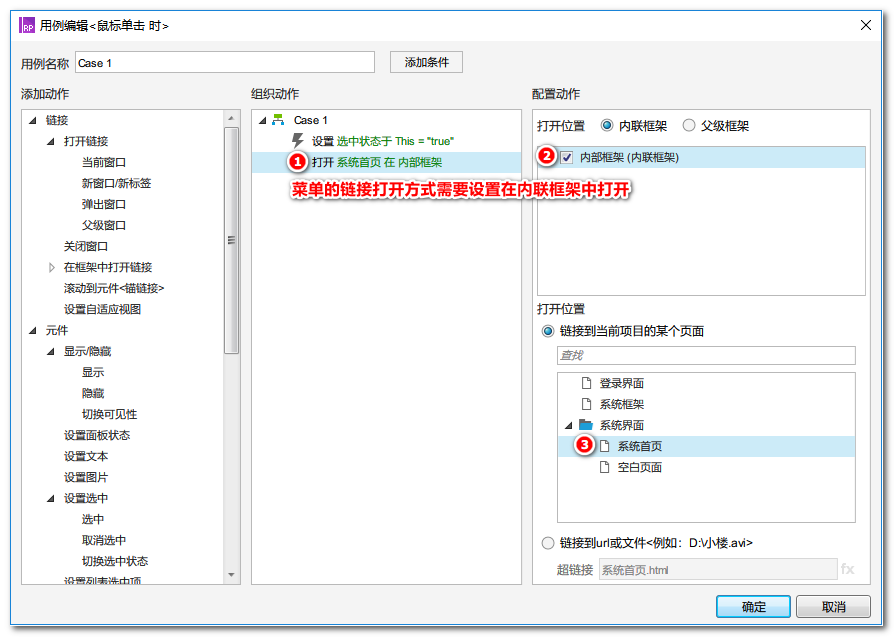 RP 用例编辑<鼠标单击 时>
用例名称 Case 1 添加条件
添加动作
链接
打开链接
当前窗口
新窗口/新标签
弹出窗口
父级窗口
关闭窗口
在框架中打开链接
滚动到元件<锚链接>
设置自适应视图
元件
显示/隐藏
显示
隐藏
切换可见性
设置面板状态
设置文本
设置图片
设置选中
选中
取消选中
切换选中状态
设置列表选中项
组织动作
Case 1
设置 选中状态于 This = "true"
1 打开 系统首页 在 内部框架
菜单的链接打开方式需要设置在内联框架中打开
配置动作
打开位置 内联框架 父级框架
2 内部框架 (内联框架)
打开位置
链接到当前项目的某个页面
查找
登录界面
系统框架
系统界面
3 系统首页
空白页面
链接到url或文件<例如: D:\小楼.avi>
超链接 系统首页.html fx
确定 取消